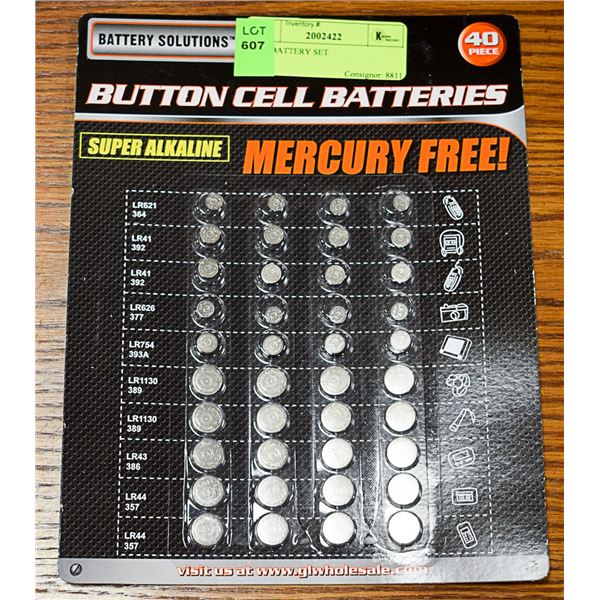 BATTERY SOLUTIONS™
LOT
607
Inventory #
2002422
K
BATTERY SET
Consignor: 8811
40
PIECE
BUTTON CELL BATTERIES
SUPER ALKALINE
MERCURY FREE!
LR621
364
LR41
392
LR41
392
LR626
377
LR754
393A
LR1130
389
LR1130
389
LR43
386
LR44
357
LR44
357
visit us at www.glwholesale.com